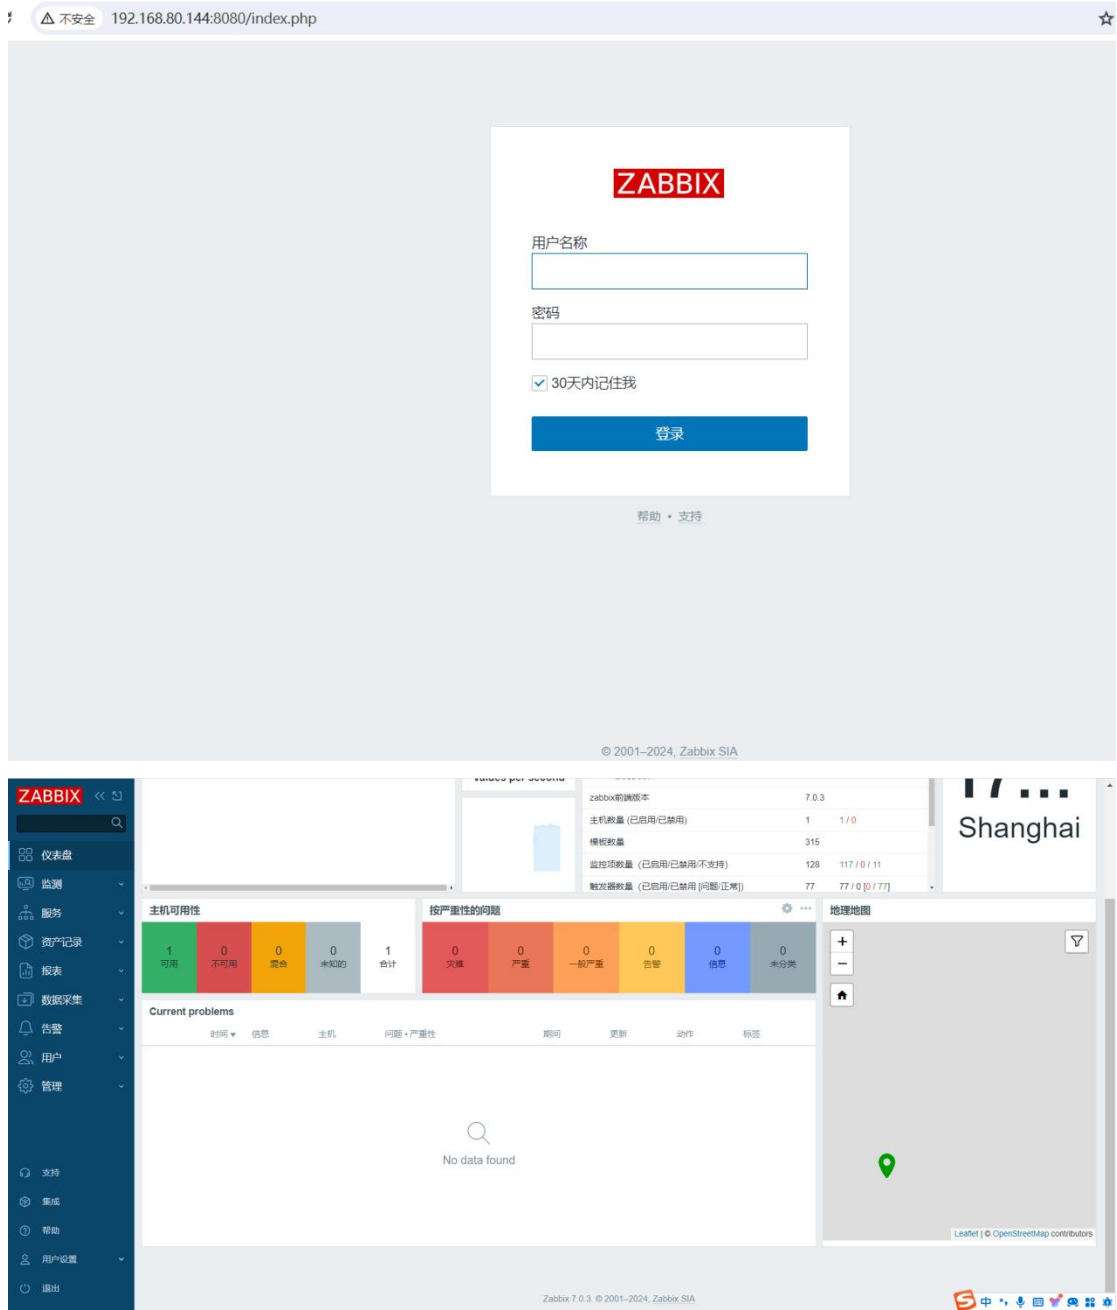 不安全 192.168.80.144:8080/index.php
ZABBIX
用户名称
密码
30天内记住我
登录
帮助 • 支持
© 2001–2024, Zabbix SIA
ZABBIX
仪表盘
监测
服务
资产记录
报表
数据采集
告警
用户
管理
支持
集成
帮助
用户设置
退出
values per second
zabbix前端版本 7.0.3
主机数量 (已启用/已禁用) 1 1 / 0
模板数量 315
监控项数量 (已启用/已禁用/不支持) 128 117 / 0 / 11
触发器数量 (已启用/已禁用 [问题/正常]) 77 77 / 0 [0 / 77]
17...
Shanghai
主机可用性
1 可用
0 不可用
0 混合
0 未知的
1 合计
按严重性的问题
0 灾难
0 严重
0 一般严重
0 告警
0 信息
0 未分类
地理地图
+
−
Leaflet | © OpenStreetMap contributors
Current problems
时间 信息 主机 问题 • 严重性 期间 更新 动作 标签
No data found
Zabbix 7.0.3. © 2001–2024, Zabbix SIA
中